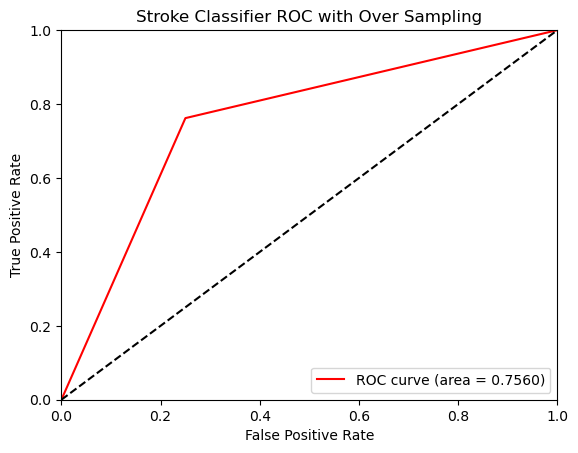 Stroke Classifier ROC with Over Sampling
True Positive Rate
1.0
0.8
0.6
0.4
0.2
0.0
ROC curve (area = 0.7560)
0.0 0.2 0.4 0.6 0.8 1.0
False Positive Rate